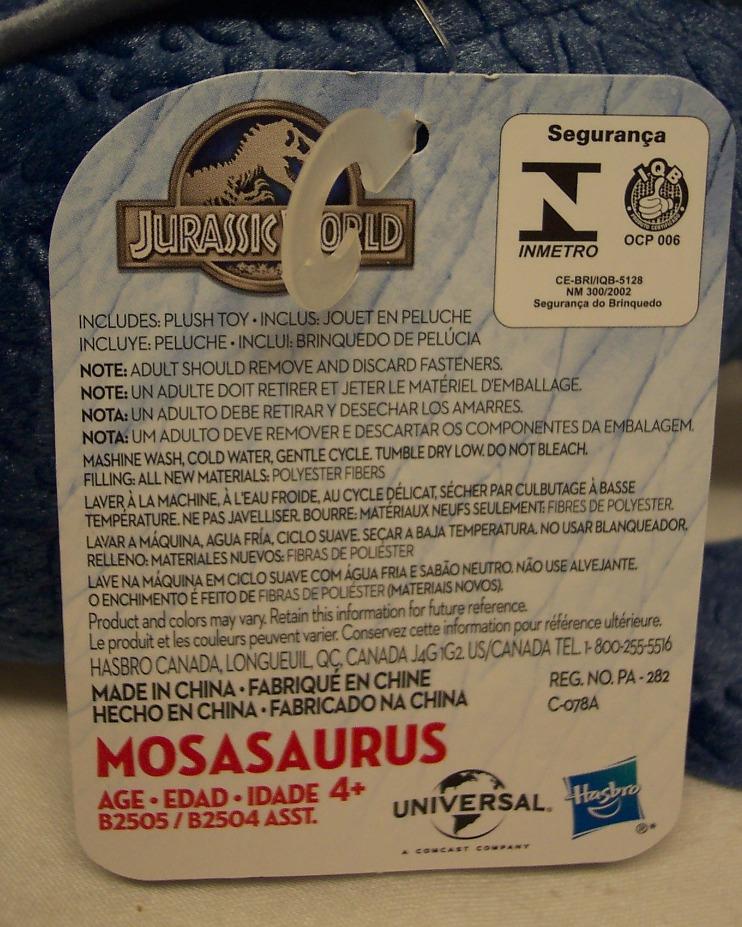 JURASSIC WORLD
Segurança
INMETRO
I.Q.B
OCP 006
CE-BRI/IQB-5128
NM 300/2002
Segurança do Brinquedo
INCLUDES: PLUSH TOY • INCLUS: JOUET EN PELUCHE
INCLUYE: PELUCHE • INCLUI: BRINQUEDO DE PELÚCIA
NOTE: ADULT SHOULD REMOVE AND DISCARD FASTENERS.
NOTE: UN ADULTE DOIT RETIRER ET JETER LE MATÉRIEL D'EMBALLAGE.
NOTA: UN ADULTO DEBE RETIRAR Y DESECHAR LOS AMARRES.
NOTA: UM ADULTO DEVE REMOVER E DESCARTAR OS COMPONENTES DA EMBALAGEM.
MASHINE WASH, COLD WATER, GENTLE CYCLE. TUMBLE DRY LOW. DO NOT BLEACH.
FILLING: ALL NEW MATERIALS: POLYESTER FIBERS
LAVER À LA MACHINE, À L'EAU FROIDE, AU CYCLE DÉLICAT, SÉCHER PAR CULBUTAGE À BASSE
TEMPÉRATURE. NE PAS JAVELLISER. BOURRE: MATÉRIAUX NEUFS SEULEMENT: FIBRES DE POLYESTER.
LAVAR A MÁQUINA, AGUA FRÍA, CICLO SUAVE. SECAR A BAJA TEMPERATURA. NO USAR BLANQUEADOR,
RELLENO: MATERIALES NUEVOS: FIBRAS DE POLIÉSTER
LAVE NA MÁQUINA EM CICLO SUAVE COM ÁGUA FRIA E SABÃO NEUTRO. NÃO USE ALVEJANTE.
O ENCHIMENTO É FEITO DE FIBRAS DE POLIÉSTER (MATERIAIS NOVOS).
Product and colors may vary. Retain this information for future reference.
Le produit et les couleurs peuvent varier. Conservez cette information pour référence ultérieure.
HASBRO CANADA, LONGUEUIL, QC, CANADA J4G 1G2. US/CANADA TEL. 1-800-255-5516
MADE IN CHINA • FABRIQUÉ EN CHINE
HECHO EN CHINA • FABRICADO NA CHINA
REG. NO. PA - 282
C-078A
MOSASAURUS
AGE • EDAD • IDADE 4+
B2505 / B2504 ASST.
UNIVERSAL®
A COMCAST COMPANY
Hasbro
®*